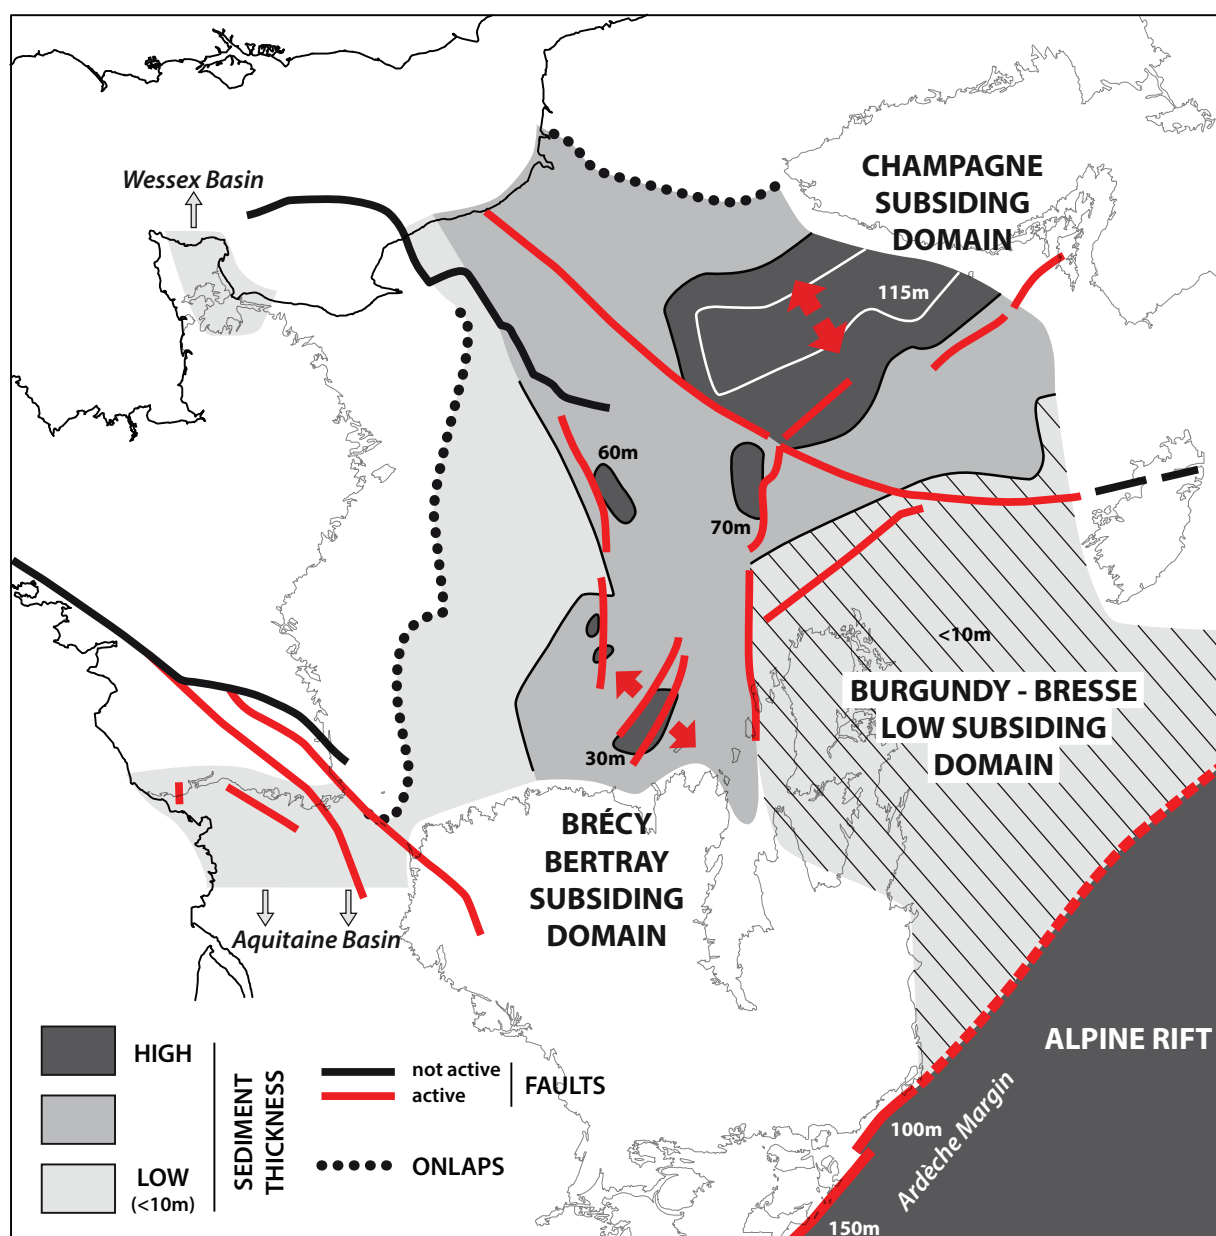 Wessex Basin
CHAMPAGNE
SUBSIDING
DOMAIN
115m
60m
70m
<10m
BURGUNDY - BRESSE
LOW SUBSIDING
DOMAIN
30m
BRÉCY
BERTRAY
SUBSIDING
DOMAIN
Aquitaine Basin
ALPINE RIFT
Ardèche Margin
100m
150m
HIGH
LOW
(<10m)
SEDIMENT
THICKNESS
not active
active
FAULTS
ONLAPS